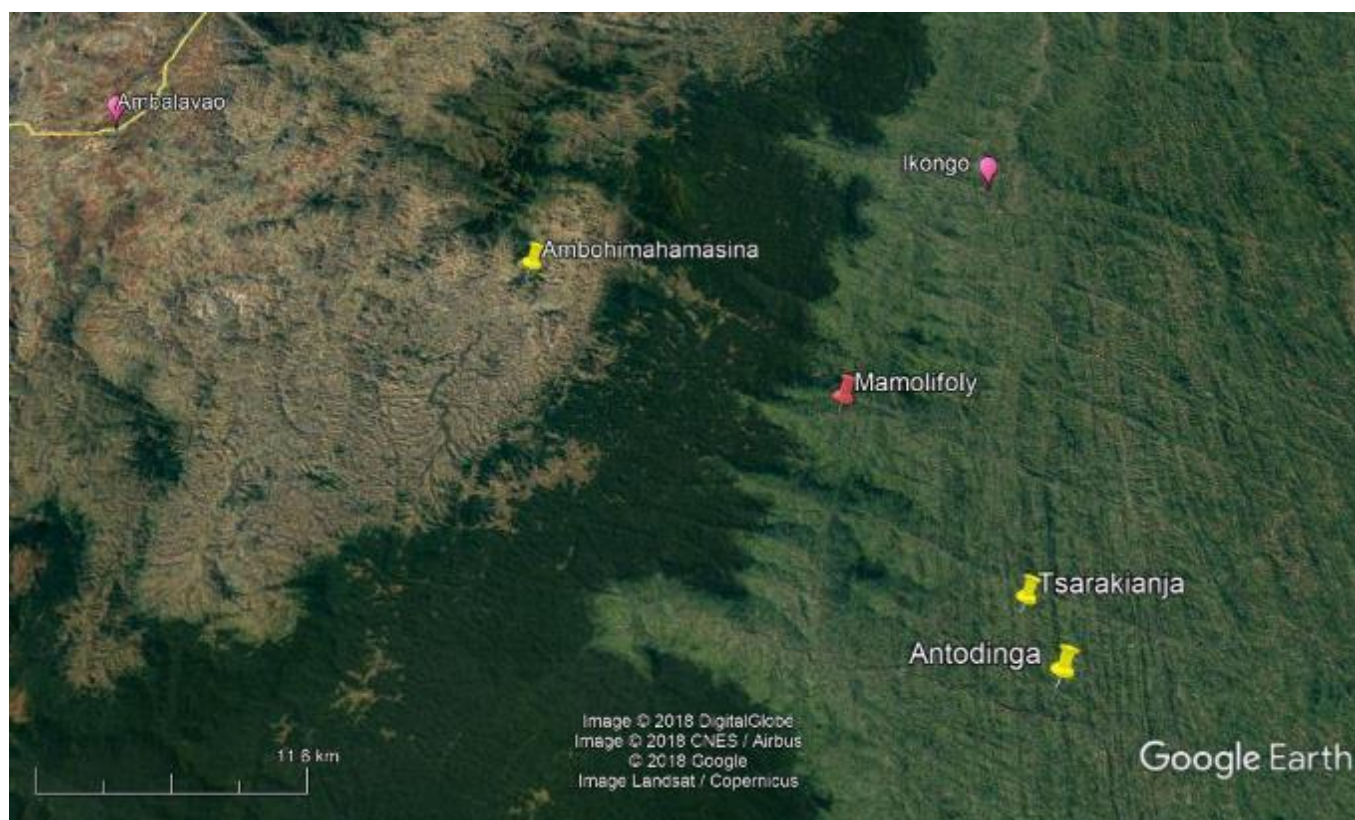 Ambalavao
Ikongo
Ambohimahamasina
Mamolifoly
Tsarakianja
Antodinga
Image © 2018 DigitalGlobe
Image © 2018 CNES / Airbus
© 2018 Google
Image Landsat / Copernicus
11.6 km
Google Earth